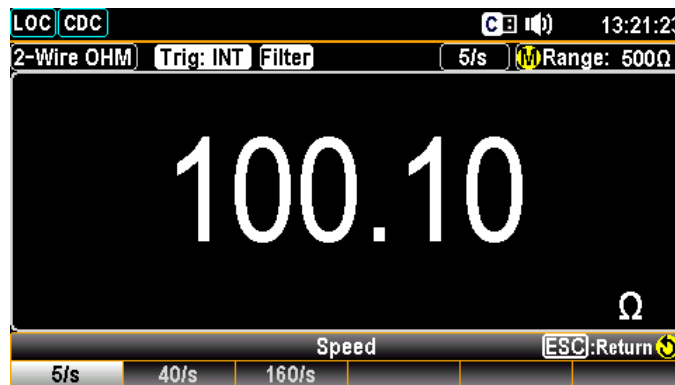 LOC CDC C 13:21:23
2-Wire OHM Trig: INT Filter 5/s M Range: 500Ω
100.10
Ω
Speed ESC:Return
5/s 40/s 160/s